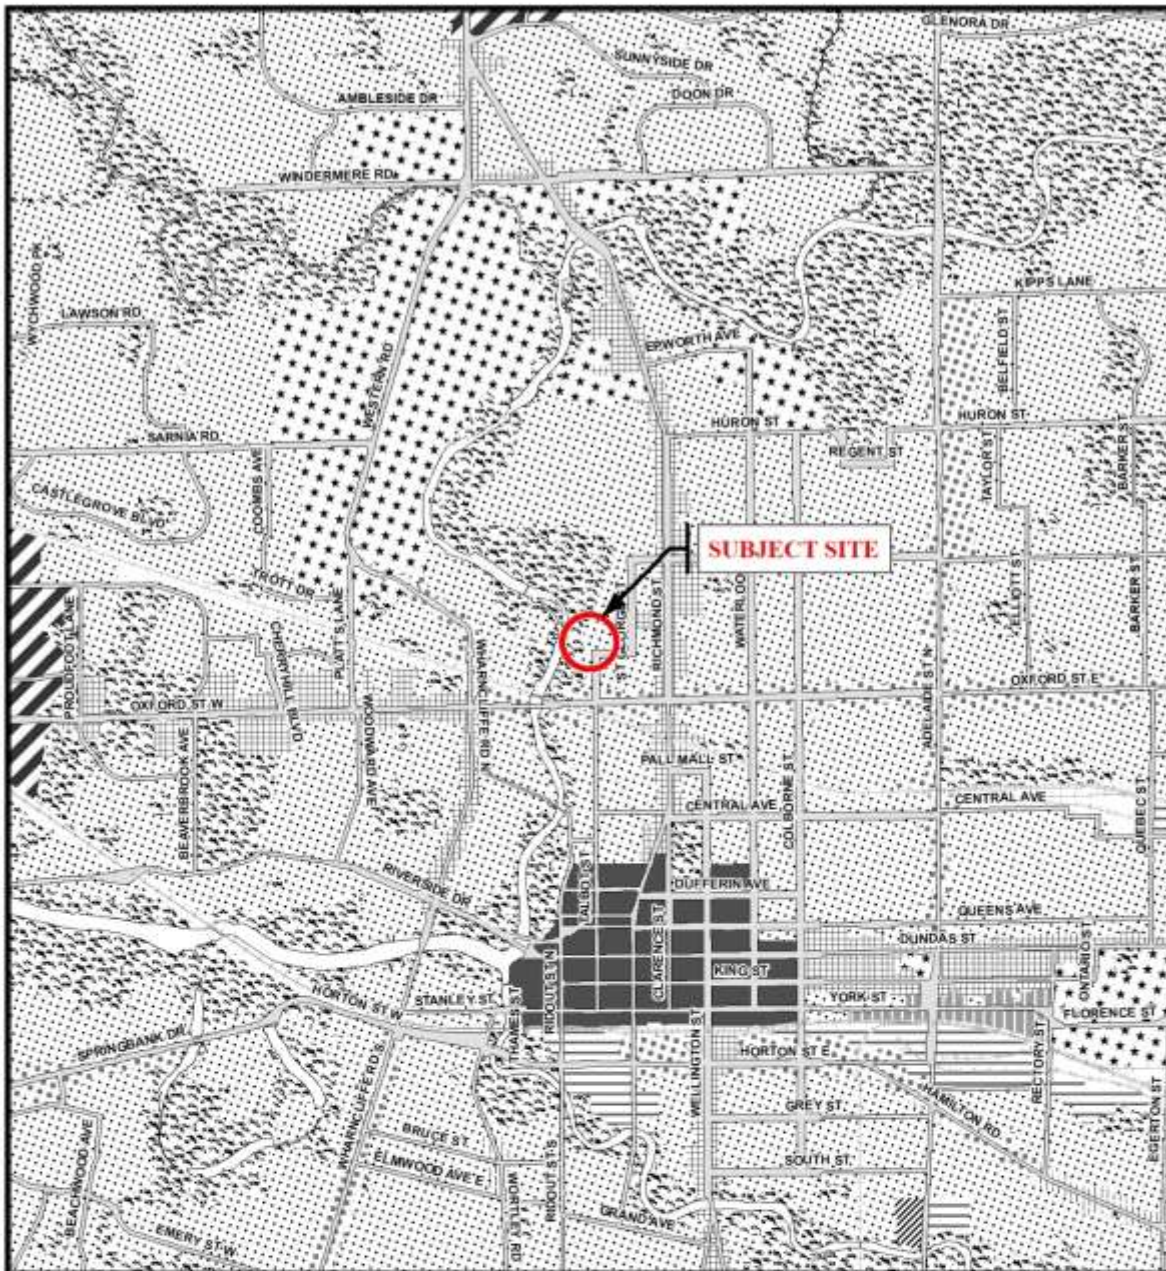 GLENORA DR
SUNNYSIDE DR
AMBLESIDE DR
DOON DR
WINDERMERE RD
WYCHWOOD PK
KIPPS LANE
LAWSON RD
BELFIELD ST
EPWORTH AVE
WESTERN RD
HURON ST
HURON ST
SARNIA RD
REGENT ST
BARKER ST
TAYLOR ST
COOMBS AVE
CASTLEGROVE BLVD
SUBJECT SITE
TROTT DR
PLATT'S LANE
PROUDFOOT LANE
CHERRYHILL BLVD
WHARNCLIFFE RD N
RICHMOND ST
ELLIOTT ST
BARKER ST
ADELAIDE ST N
OXFORD ST E
OXFORD ST W
WOODWARD AVE
BEAVERBROOK AVE
PALL MALL ST
COLBORNE ST
CENTRAL AVE
CENTRAL AVE
QUEBEC ST
RIVERSIDE DR
TALBOT ST
DUFFERIN AVE
QUEENS AVE
DUNDAS ST
CLARENCE ST
KING ST
ONTARIO ST
RIDOUT ST N
HORTON ST W
STANLEY ST
THAMES ST
YORK ST
FLORENCE ST
SPRINGBANK DR
WHARNCLIFFE RD S
WELLINGTON ST
HORTON ST E
RECTORY ST
HAMILTON RD
EGERTON ST
GREY ST
BEACHWOOD AVE
BRUCE ST
ELMWOOD AVE E
SOUTH ST
WORTLEY RD
RIDOUT ST S
GRAND AVE
EMERY ST W